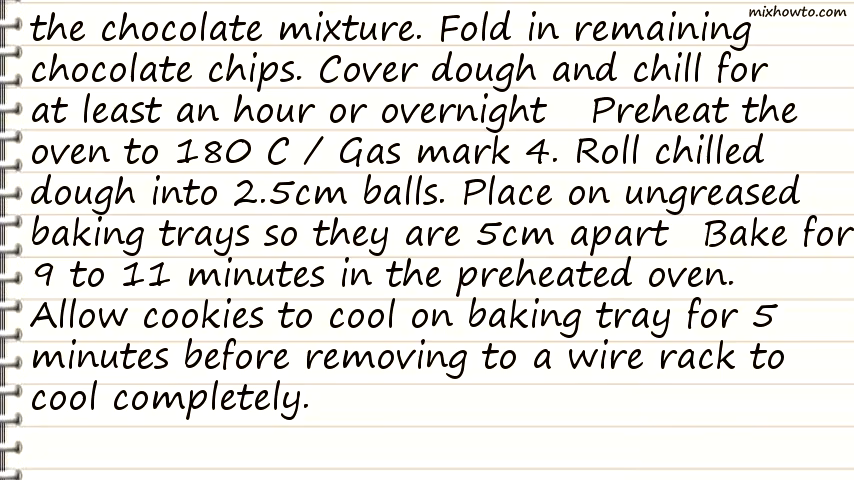 mixhowto.com
the chocolate mixture. Fold in remaining
chocolate chips. Cover dough and chill for
at least an hour or overnight   Preheat the
oven to 180 C / Gas mark 4. Roll chilled
dough into 2.5cm balls. Place on ungreased
baking trays so they are 5cm apart   Bake for
9 to 11 minutes in the preheated oven.
Allow cookies to cool on baking tray for 5
minutes before removing to a wire rack to
cool completely.